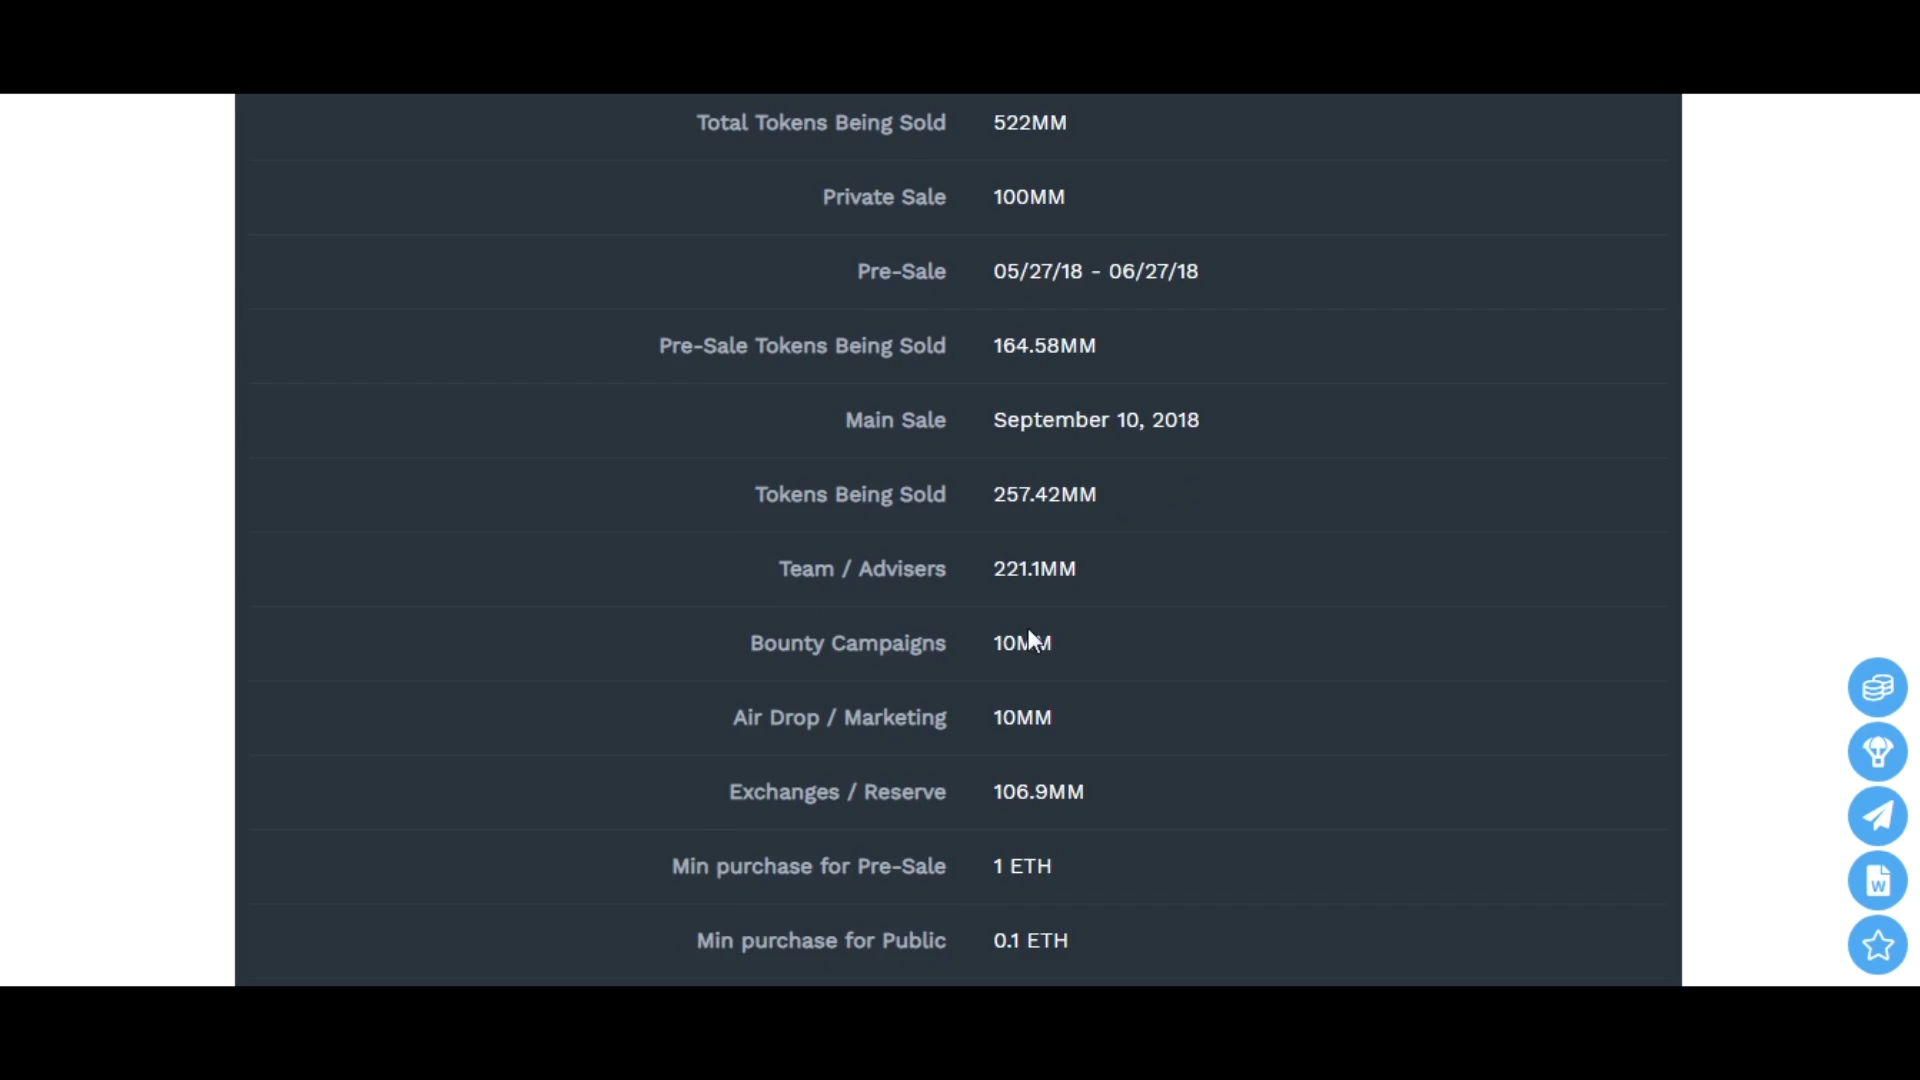 Total Tokens Being Sold 522MM
Private Sale 100MM
Pre-Sale 05/27/18 - 06/27/18
Pre-Sale Tokens Being Sold 164.58MM
Main Sale September 10, 2018
Tokens Being Sold 257.42MM
Team / Advisers 221.1MM
Bounty Campaigns 10MM
Air Drop / Marketing 10MM
Exchanges / Reserve 106.9MM
Min purchase for Pre-Sale 1 ETH
Min purchase for Public 0.1 ETH
W